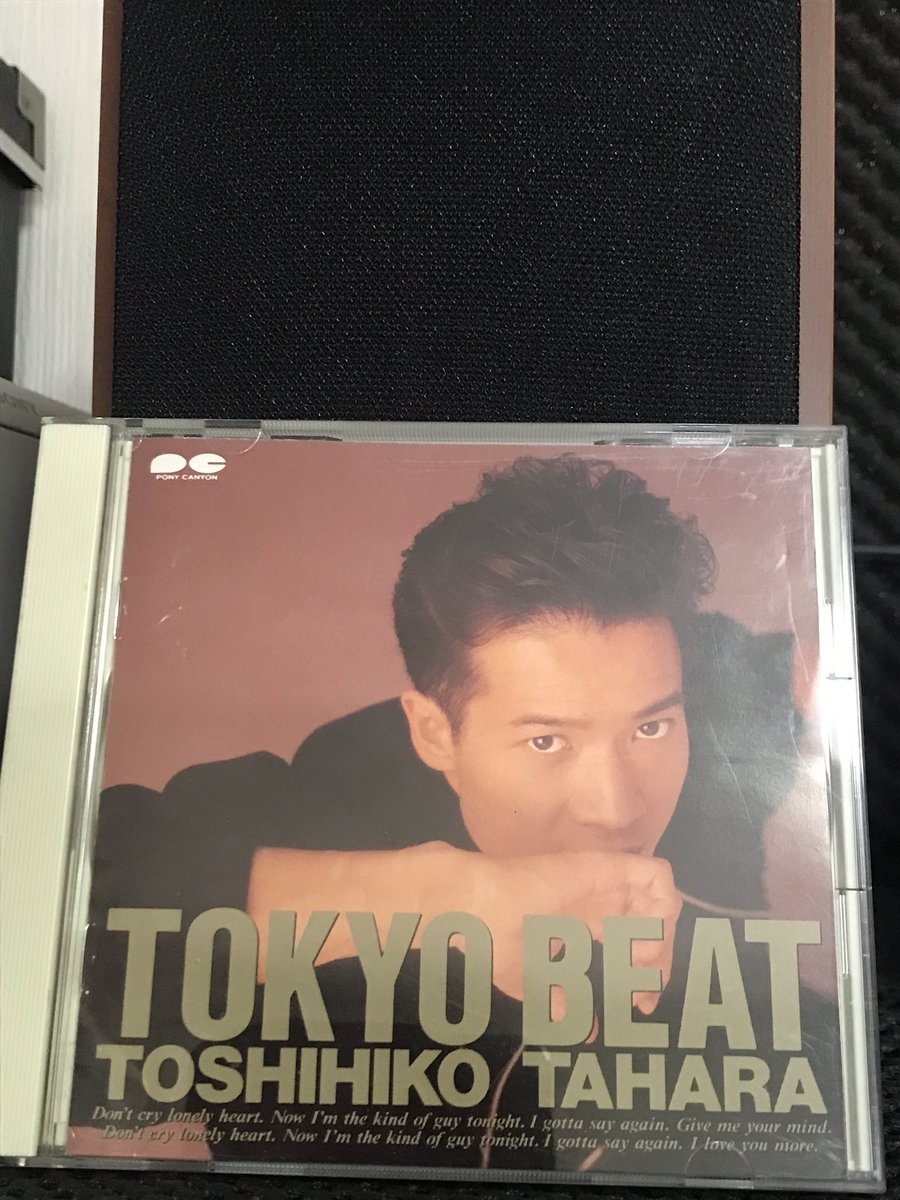 PONY CANYON
TOKYO BEAT
TOSHIHIKO TAHARA
Don't cry lonely heart. Now I'm the kind of guy tonight. I gotta say again. Give me your mind.
Don't cry lonely heart. Now I'm the kind of guy tonight. I gotta say again. I love you more.